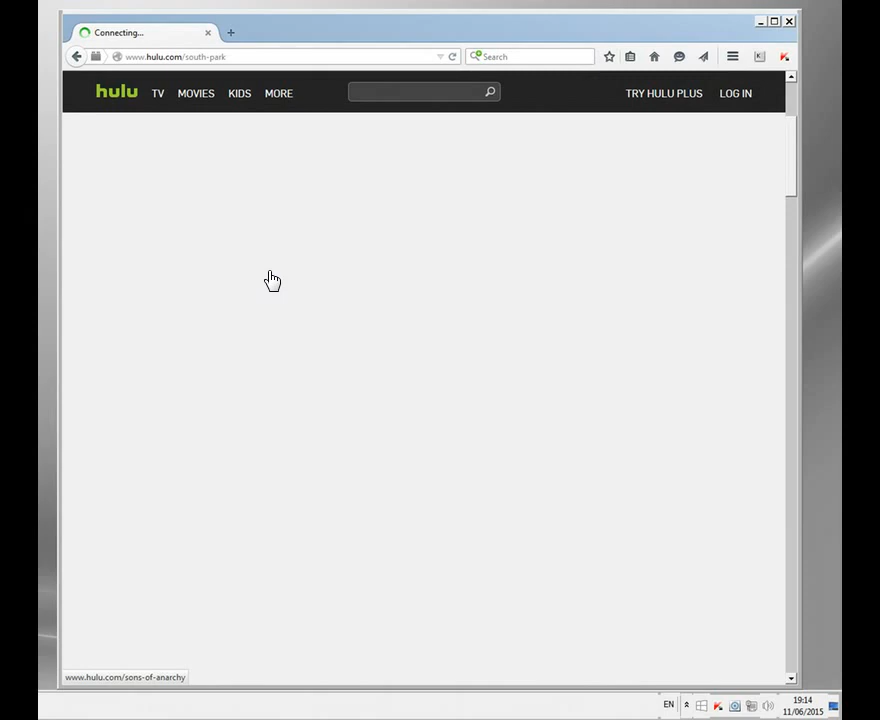 Connecting...
www.hulu.com/south-park
Search
hulu TV MOVIES KIDS MORE
TRY HULU PLUS LOG IN
www.hulu.com/sons-of-anarchy
EN
19:14
11/06/2015